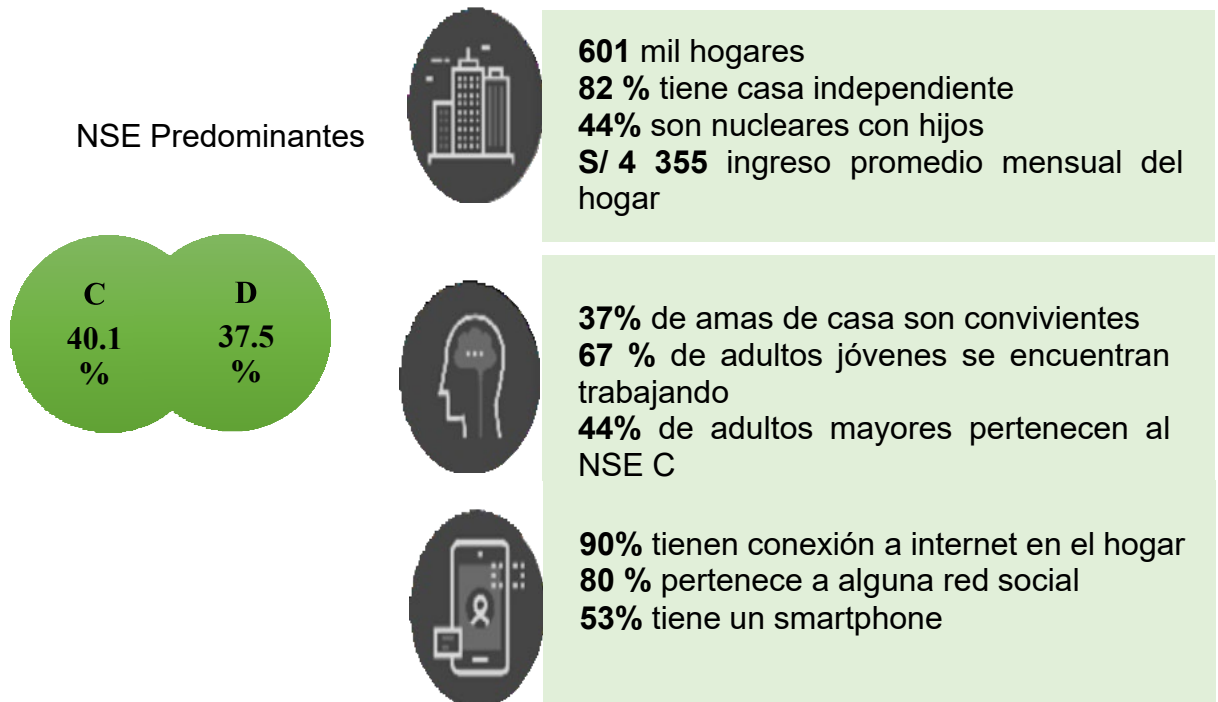 NSE Predominantes
C
40.1
%
D
37.5
%
601 mil hogares
82 % tiene casa independiente
44% son nucleares con hijos
S/ 4 355 ingreso promedio mensual del
hogar
37% de amas de casa son convivientes
67 % de adultos jóvenes se encuentran
trabajando
44% de adultos mayores pertenecen al
NSE C
90% tienen conexión a internet en el hogar
80 % pertenece a alguna red social
53% tiene un smartphone